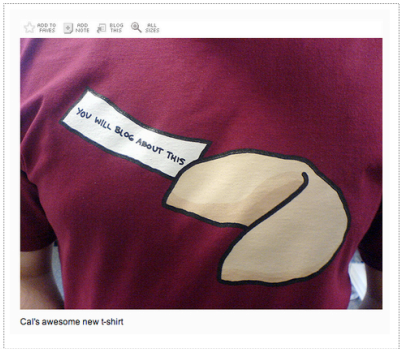 ADD TO FAVES
ADD NOTE
BLOG THIS
ALL SIZES
YOU WILL BLOG ABOUT THIS
Cal's awesome new t-shirt